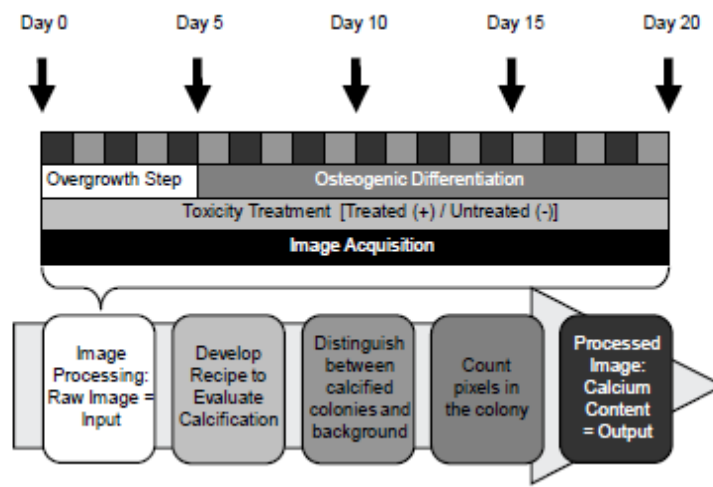 Day 0 Day 5 Day 10 Day 15 Day 20
Overgrowth Step Osteogenic Differentiation
Toxicity Treatment [Treated (+) / Untreated (-)]
Image Acquisition
Image
Processing:
Raw Image =
Input
Develop
Recipe to
Evaluate
Calcification
Distinguish
between
calcified
colonies and
background
Count
pixels in
the colony
Processed
Image:
Calcium
Content
= Output